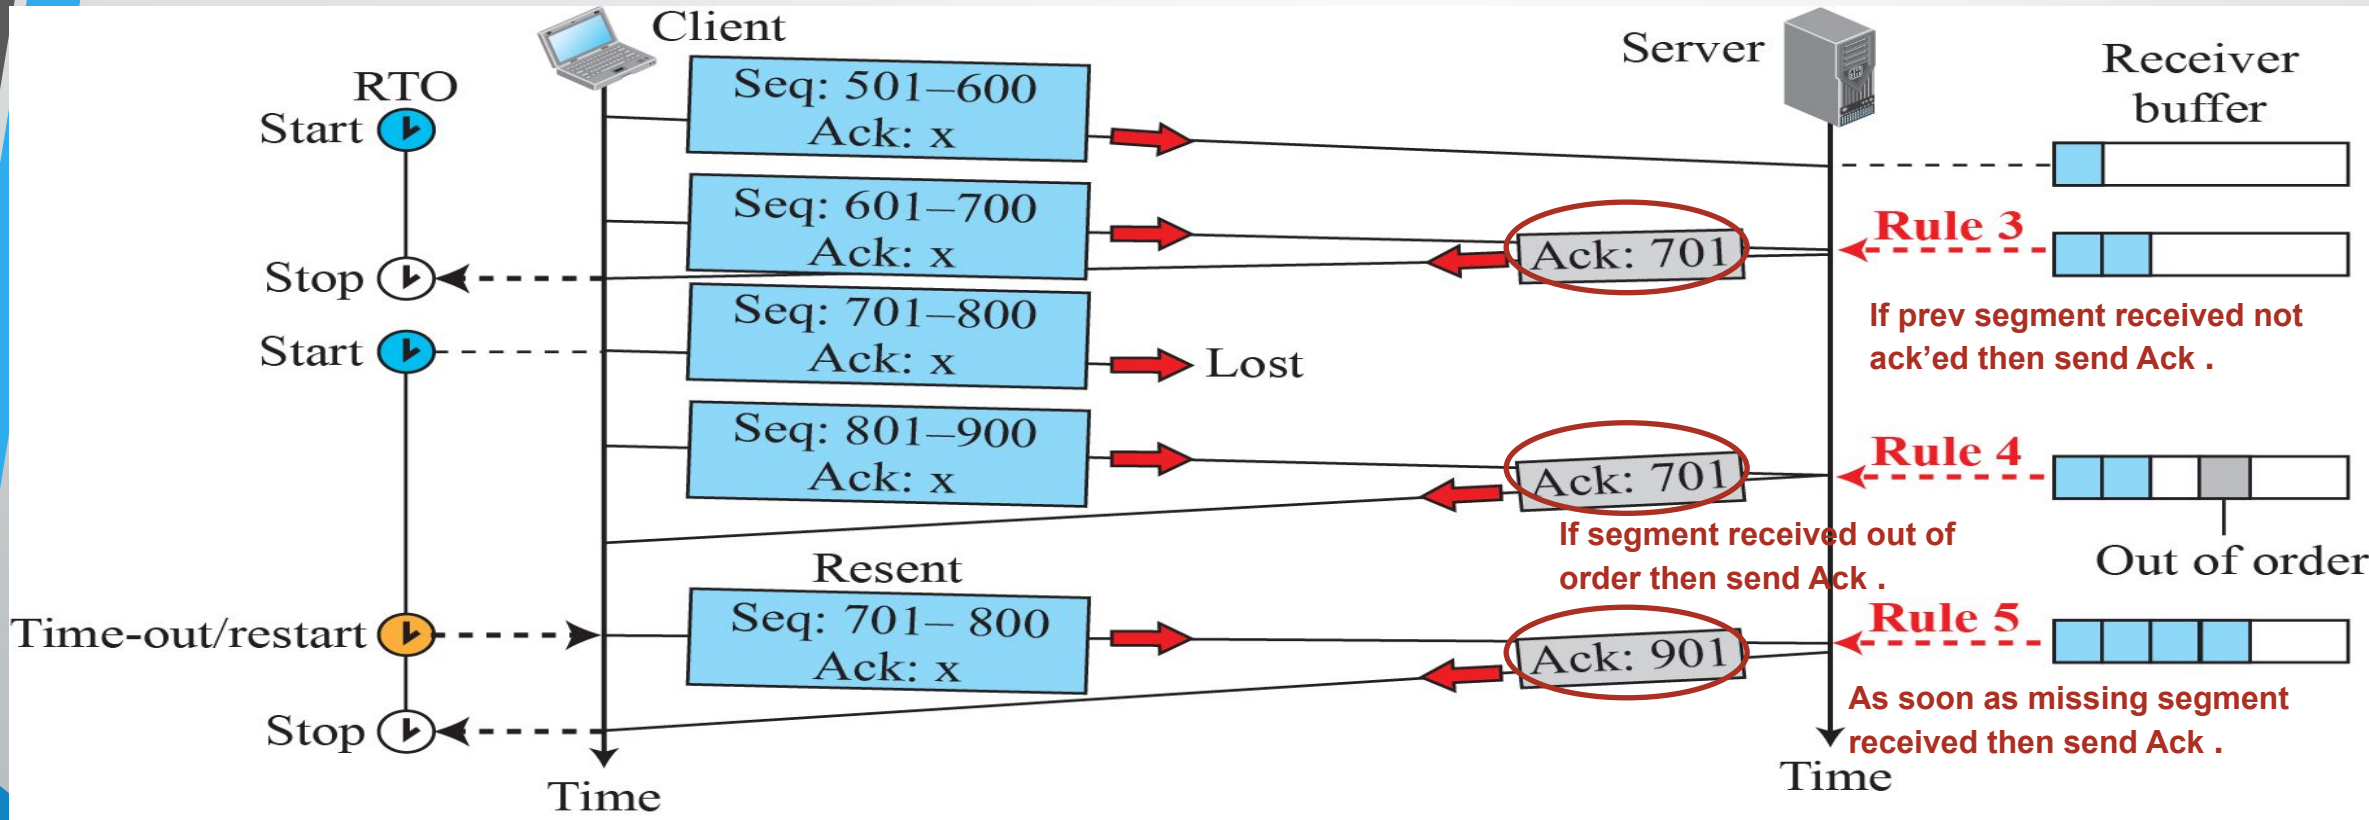 Client
Server
Receiver
buffer
RTO
Start
Seq: 501–600
Ack: x
Seq: 601–700
Ack: x
Ack: 701
Rule 3
Stop
If prev segment received not
ack’ed then send Ack .
Seq: 701–800
Ack: x
Start
Lost
Seq: 801–900
Ack: x
Ack: 701
Rule 4
If segment received out of
order then send Ack .
Out of order
Resent
Time-out/restart
Seq: 701– 800
Ack: x
Ack: 901
Rule 5
As soon as missing segment
received then send Ack .
Stop
Time
Time